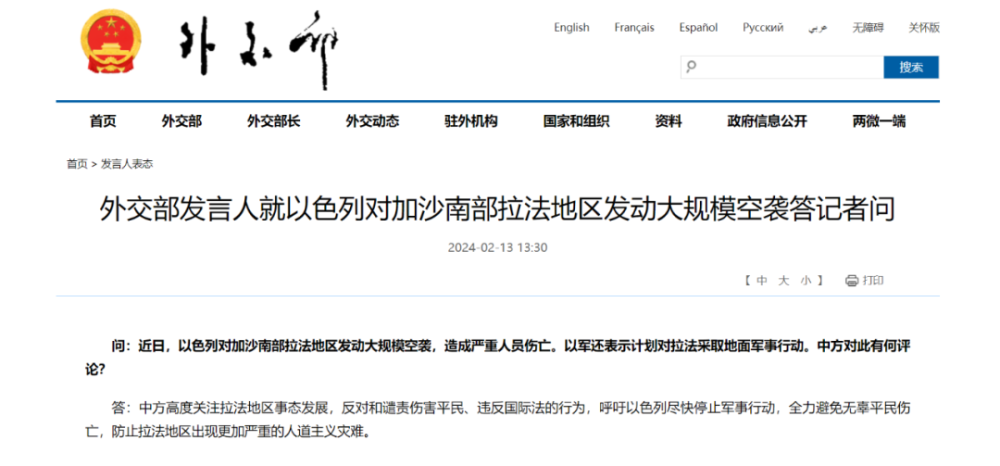 外交部
English Français Español Русский عربي 无障碍 关怀版
搜索
首页 外交部 外交部长 外交动态 驻外机构 国家和组织 资料 政府信息公开 两微一端
首页 > 发言人表态
外交部发言人就以色列对加沙南部拉法地区发动大规模空袭答记者问
2024-02-13 13:30
【 中 大 小 】 打印
问：近日，以色列对加沙南部拉法地区发动大规模空袭，造成严重人员伤亡。以军还表示计划对拉法采取地面军事行动。中方对此有何评
论？
答：中方高度关注拉法地区事态发展，反对和谴责伤害平民、违反国际法的行为，呼吁以色列尽快停止军事行动，全力避免无辜平民伤
亡，防止拉法地区出现更加严重的人道主义灾难。